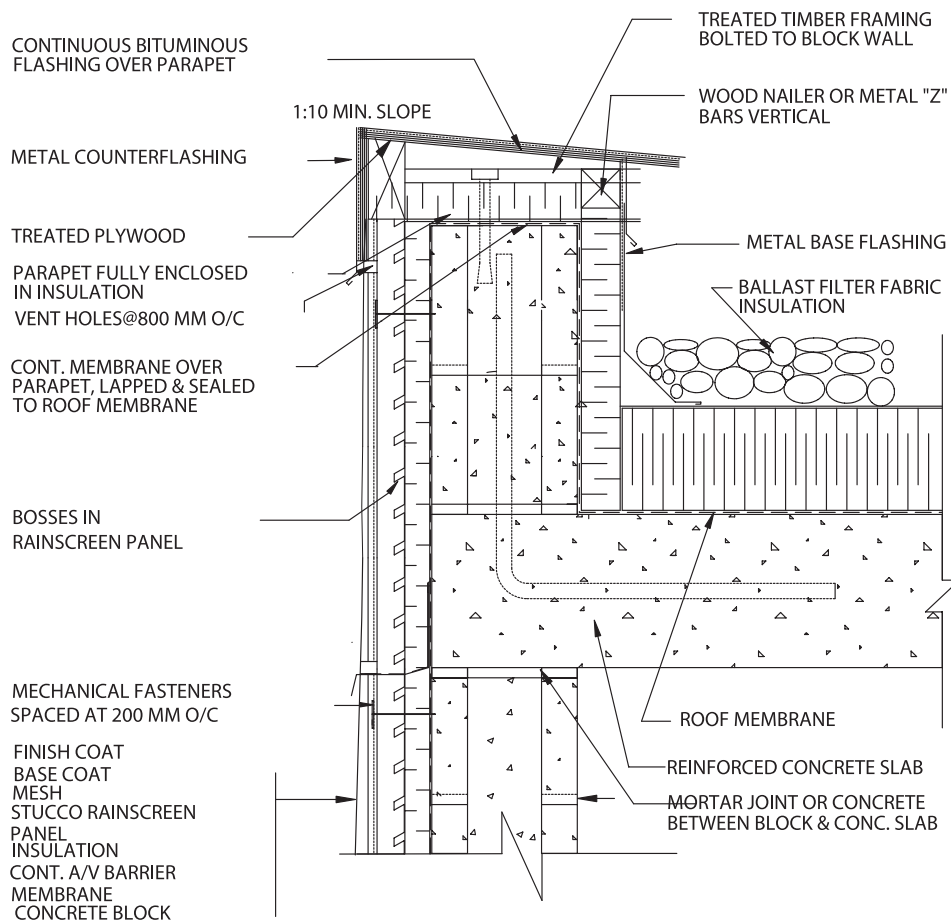 CONTINUOUS BITUMINOUS
FLASHING OVER PARAPET
1:10 MIN. SLOPE
METAL COUNTERFLASHING
TREATED PLYWOOD
PARAPET FULLY ENCLOSED
IN INSULATION
VENT HOLES@800 MM O/C
CONT. MEMBRANE OVER
PARAPET, LAPPED & SEALED
TO ROOF MEMBRANE
BOSSES IN
RAINSCREEN PANEL
MECHANICAL FASTENERS
SPACED AT 200 MM O/C
FINISH COAT
BASE COAT
MESH
STUCCO RAINSCREEN
PANEL
INSULATION
CONT. A/V BARRIER
MEMBRANE
CONCRETE BLOCK
TREATED TIMBER FRAMING
BOLTED TO BLOCK WALL
WOOD NAILER OR METAL "Z"
BARS VERTICAL
METAL BASE FLASHING
BALLAST FILTER FABRIC
INSULATION
ROOF MEMBRANE
REINFORCED CONCRETE SLAB
MORTAR JOINT OR CONCRETE
BETWEEN BLOCK & CONC. SLAB